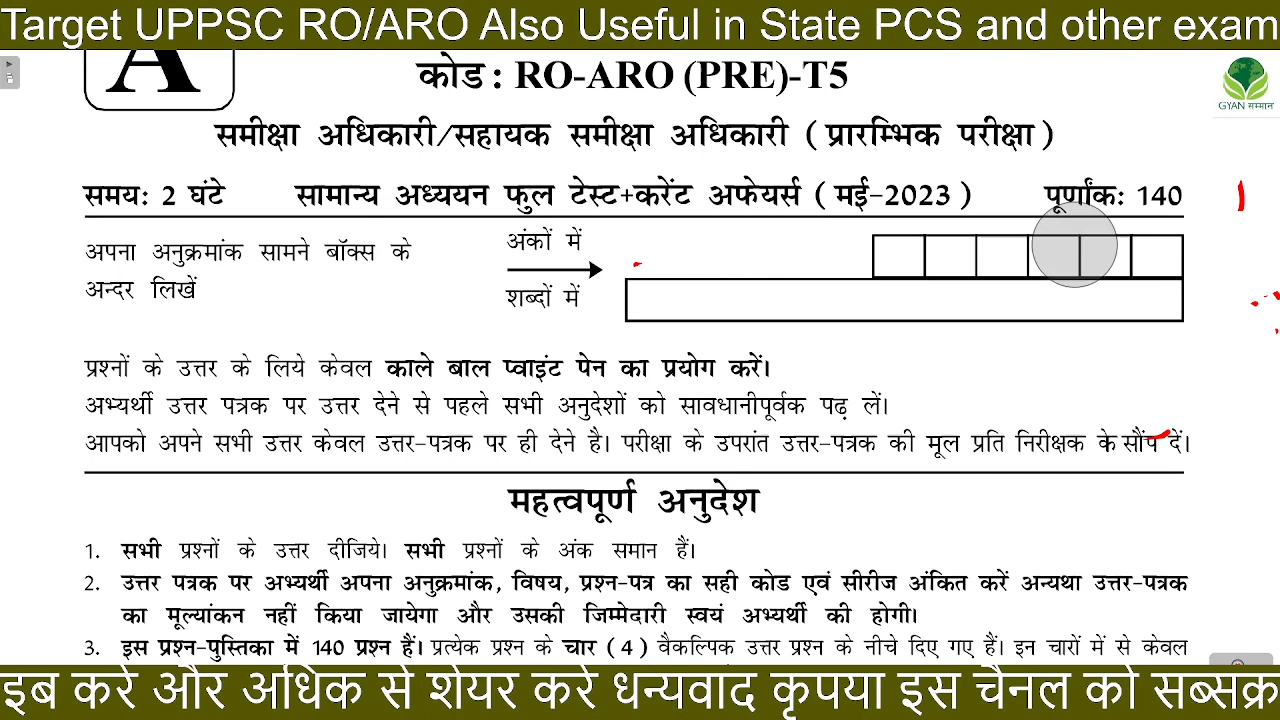 Target UPPSC RO/ARO Also Useful in State PCS and other exam
A
कोड : RO-ARO (PRE)-T5
GYAN सम्मान
समीक्षा अधिकारी/सहायक समीक्षा अधिकारी ( प्रारम्भिक परीक्षा )
समय: 2 घंटे सामान्य अध्ययन फुल टेस्ट+करेंट अफेयर्स ( मई-2023 ) पूर्णांक: 140
अपना अनुक्रमांक सामने बॉक्स के
अन्दर लिखें
अंकों में
शब्दों में
प्रश्नों के उत्तर के लिये केवल काले बाल प्वाइंट पेन का प्रयोग करें।
अभ्यर्थी उत्तर पत्रक पर उत्तर देने से पहले सभी अनुदेशों को सावधानीपूर्वक पढ़ लें।
आपको अपने सभी उत्तर केवल उत्तर-पत्रक पर ही देने है। परीक्षा के उपरांत उत्तर-पत्रक की मूल प्रति निरीक्षक के सौंप दें।
महत्वपूर्ण अनुदेश
1. सभी प्रश्नों के उत्तर दीजिये। सभी प्रश्नों के अंक समान हैं।
2. उत्तर पत्रक पर अभ्यर्थी अपना अनुक्रमांक, विषय, प्रश्न-पत्र का सही कोड एवं सीरीज अंकित करें अन्यथा उत्तर-पत्रक
का मूल्यांकन नहीं किया जायेगा और उसकी जिम्मेदारी स्वयं अभ्यर्थी की होगी।
3. इस प्रश्न-पुस्तिका में 140 प्रश्न हैं। प्रत्येक प्रश्न के चार (4) वैकल्पिक उत्तर प्रश्न के नीचे दिए गए हैं। इन चारों में से केवल
इब करे और अधिक से शेयर करे धन्यवाद कृपया इस चैनल को सब्सक्र